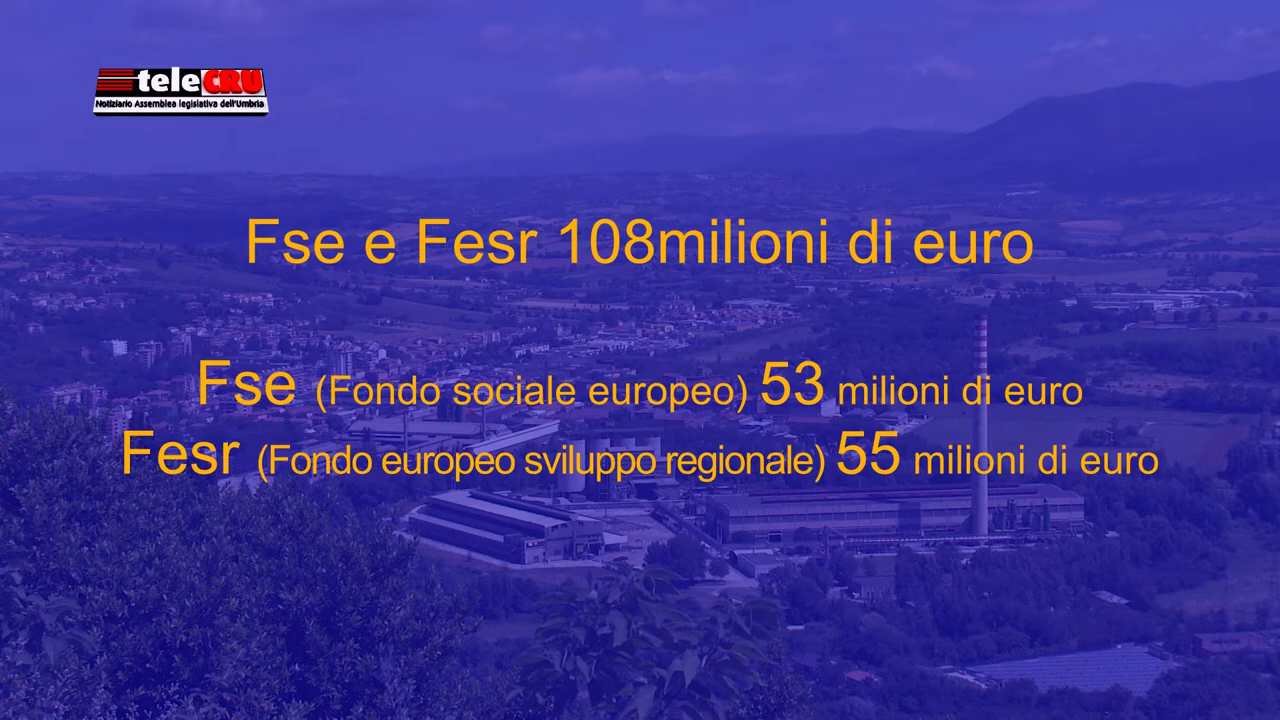 teleCRU
Notiziario Assemblea legislativa dell'Umbria
Fse e Fesr 108milioni di euro
Fse (Fondo sociale europeo) 53 milioni di euro
Fesr (Fondo europeo sviluppo regionale) 55 milioni di euro